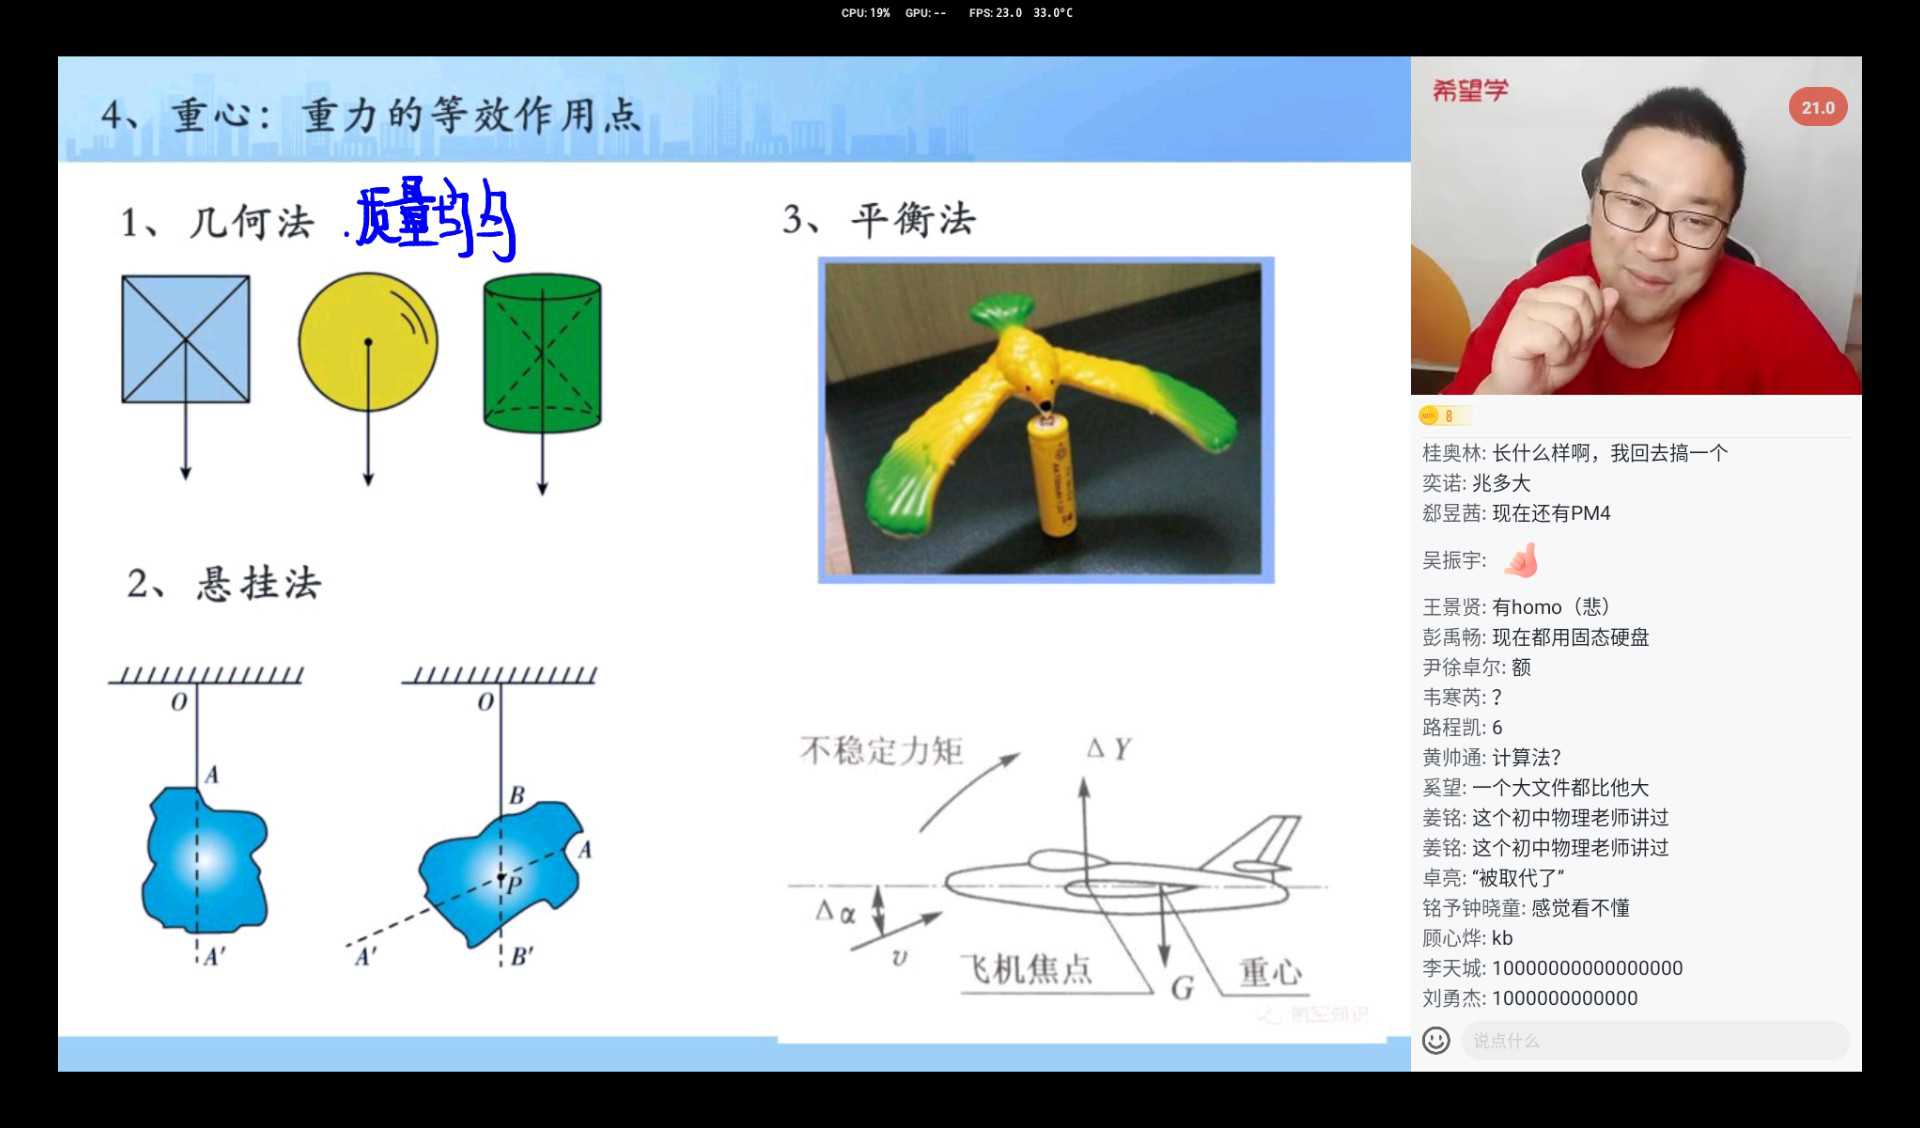 CPU: 19% GPU: -- FPS: 23.0 33.0°C
4、重心：重力的等效作用点
希望学
21.0
1、几何法
.质量均匀
3、平衡法
2、悬挂法
O
A
A'
O
B
A
P
A'
B'
不稳定力矩
Δ Y
Δ α
υ
飞机焦点
G
重心
8
桂奥林: 长什么样啊，我回去搞一个
奕诺: 兆多大
郄昱茜: 现在还有PM4
吴振宇:
王景贤: 有homo（悲）
彭禹畅: 现在都用固态硬盘
尹徐卓尔: 额
韦寒芮: ？
路程凯: 6
黄帅通: 计算法？
奚望: 一个大文件都比他大
姜铭: 这个初中物理老师讲过
姜铭: 这个初中物理老师讲过
卓亮: “被取代了”
铭予钟晓童: 感觉看不懂
顾心烨: kb
李天城: 10000000000000000
刘勇杰: 1000000000000
说点什么